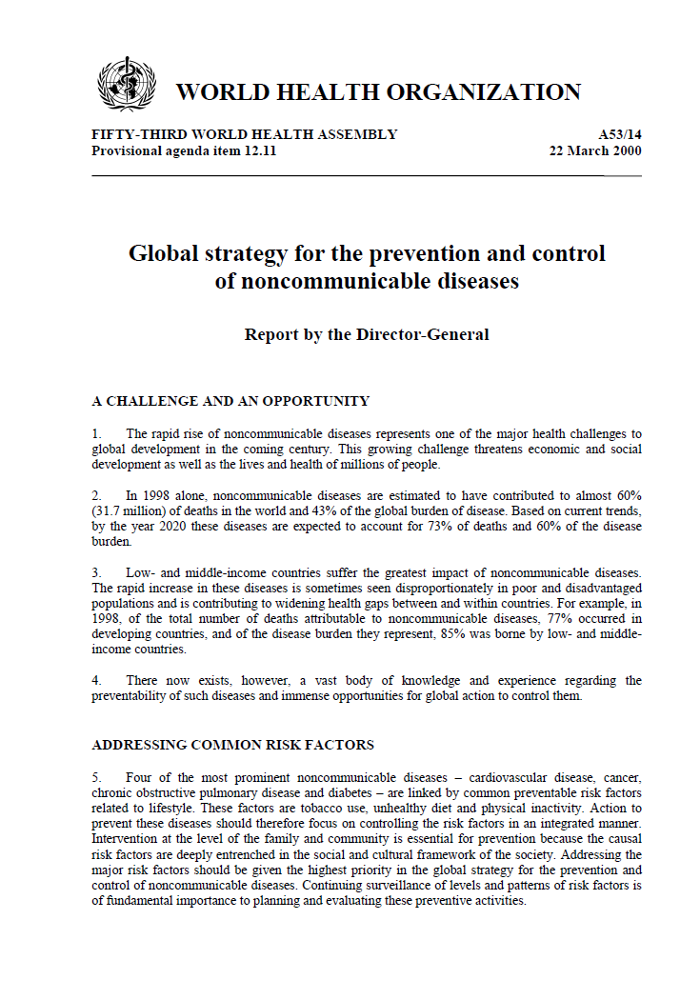 WORLD HEALTH ORGANIZATION
FIFTY-THIRD WORLD HEALTH ASSEMBLY A53/14
Provisional agenda item 12.11 22 March 2000
Global strategy for the prevention and control
of noncommunicable diseases
Report by the Director-General
A CHALLENGE AND AN OPPORTUNITY
1. The rapid rise of noncommunicable diseases represents one of the major health challenges to
global development in the coming century. This growing challenge threatens economic and social
development as well as the lives and health of millions of people.
2. In 1998 alone, noncommunicable diseases are estimated to have contributed to almost 60%
(31.7 million) of deaths in the world and 43% of the global burden of disease. Based on current trends,
by the year 2020 these diseases are expected to account for 73% of deaths and 60% of the disease
burden.
3. Low- and middle-income countries suffer the greatest impact of noncommunicable diseases.
The rapid increase in these diseases is sometimes seen disproportionately in poor and disadvantaged
populations and is contributing to widening health gaps between and within countries. For example, in
1998, of the total number of deaths attributable to noncommunicable diseases, 77% occurred in
developing countries, and of the disease burden they represent, 85% was borne by low- and middle-
income countries.
4. There now exists, however, a vast body of knowledge and experience regarding the
preventability of such diseases and immense opportunities for global action to control them.
ADDRESSING COMMON RISK FACTORS
5. Four of the most prominent noncommunicable diseases – cardiovascular disease, cancer,
chronic obstructive pulmonary disease and diabetes – are linked by common preventable risk factors
related to lifestyle. These factors are tobacco use, unhealthy diet and physical inactivity. Action to
prevent these diseases should therefore focus on controlling the risk factors in an integrated manner.
Intervention at the level of the family and community is essential for prevention because the causal
risk factors are deeply entrenched in the social and cultural framework of the society. Addressing the
major risk factors should be given the highest priority in the global strategy for the prevention and
control of noncommunicable diseases. Continuing surveillance of levels and patterns of risk factors is
of fundamental importance to planning and evaluating these preventive activities.